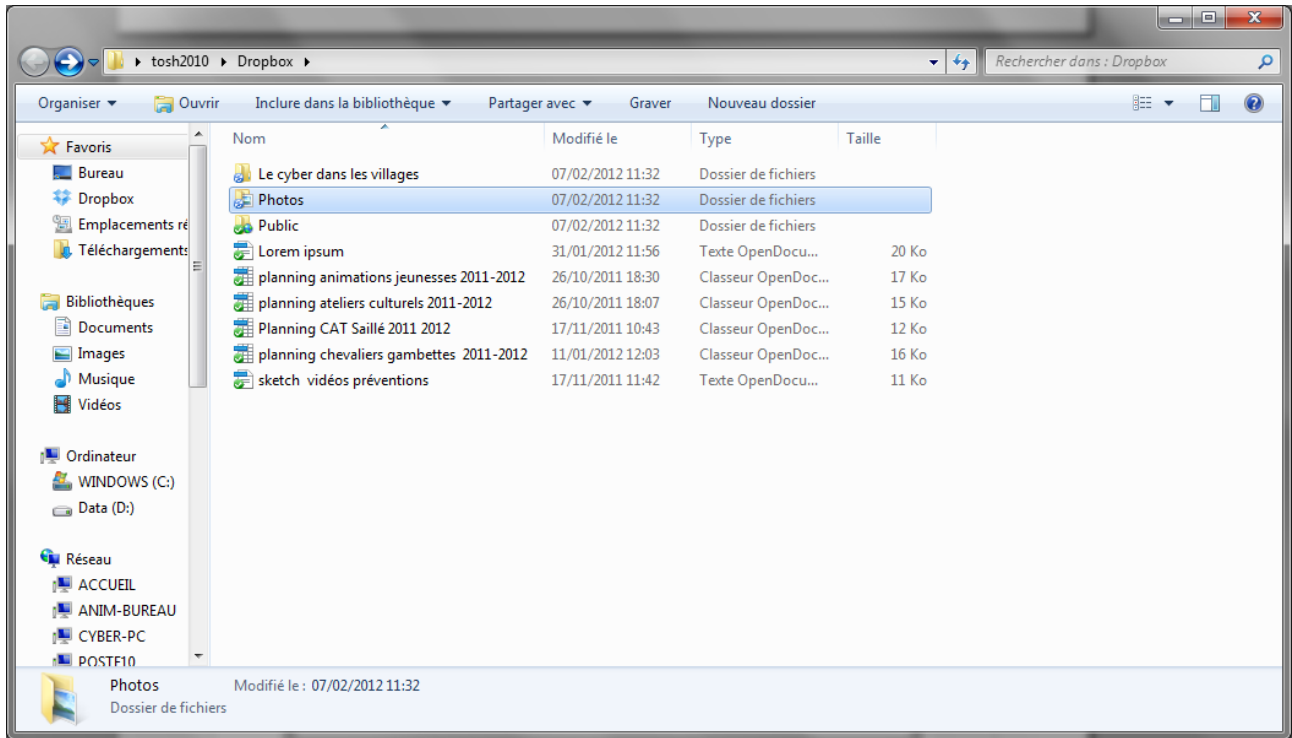 tosh2010 ▸ Dropbox ▸
Rechercher dans : Dropbox
Organiser Ouvrir Inclure dans la bibliothèque Partager avec Graver Nouveau dossier
Nom Modifié le Type Taille
Favoris
Bureau
Dropbox
Emplacements ré
Téléchargements
Bibliothèques
Documents
Images
Musique
Vidéos
Ordinateur
WINDOWS (C:)
Data (D:)
Réseau
ACCUEIL
ANIM-BUREAU
CYBER-PC
POSTE10
Le cyber dans les villages 07/02/2012 11:32 Dossier de fichiers
Photos 07/02/2012 11:32 Dossier de fichiers
Public 07/02/2012 11:32 Dossier de fichiers
Lorem ipsum 31/01/2012 11:56 Texte OpenDocu... 20 Ko
planning animations jeunesses 2011-2012 26/10/2011 18:30 Classeur OpenDoc... 17 Ko
planning ateliers culturels 2011-2012 26/10/2011 18:07 Classeur OpenDoc... 15 Ko
Planning CAT Saillé 2011 2012 17/11/2011 10:43 Classeur OpenDoc... 12 Ko
planning chevaliers gambettes 2011-2012 11/01/2012 12:03 Classeur OpenDoc... 16 Ko
sketch vidéos préventions 17/11/2011 11:42 Texte OpenDocu... 11 Ko
Photos Modifié le : 07/02/2012 11:32
Dossier de fichiers